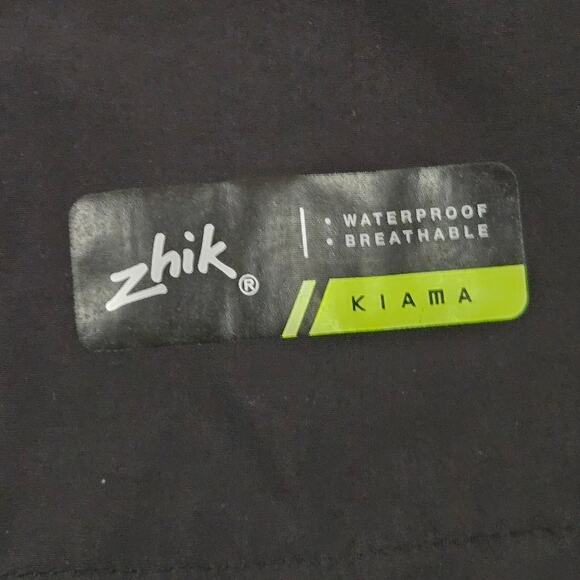 zhik®
• WATERPROOF
• BREATHABLE
KIAMA